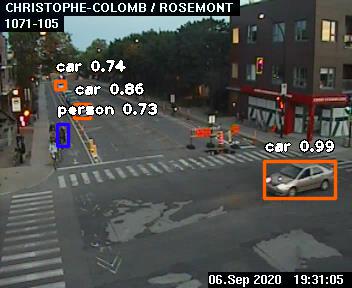 CHRISTOPHE-COLOMB / ROSEMONT
1071-105
car 0.74
car 0.86
person 0.73
car 0.99
06.Sep 2020 19:31:05